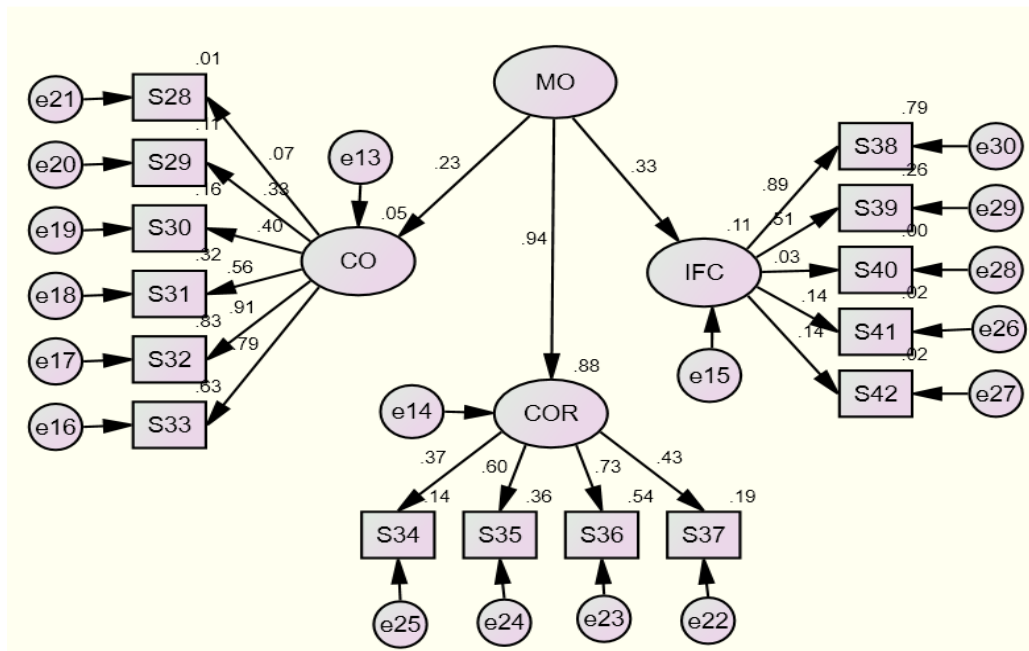 .01
.79
MO
e21
S28
.11
S38
e30
e13
.07
.23
.33
.26
e20
S29
.89
.16
.33
.51
S39
e29
.05
.40
.11
.00
e19
S30
.94
.03
.32
CO
IFC
S40
e28
.56
.02
e18
S31
.91
.14
.83
.14
S41
e26
.79
e17
S32
.02
.63
.88
e15
S42
e27
e16
S33
e14
COR
.37
.60
.73
.43
.14
.36
.54
.19
S34
S35
S36
S37
e25
e24
e23
e22